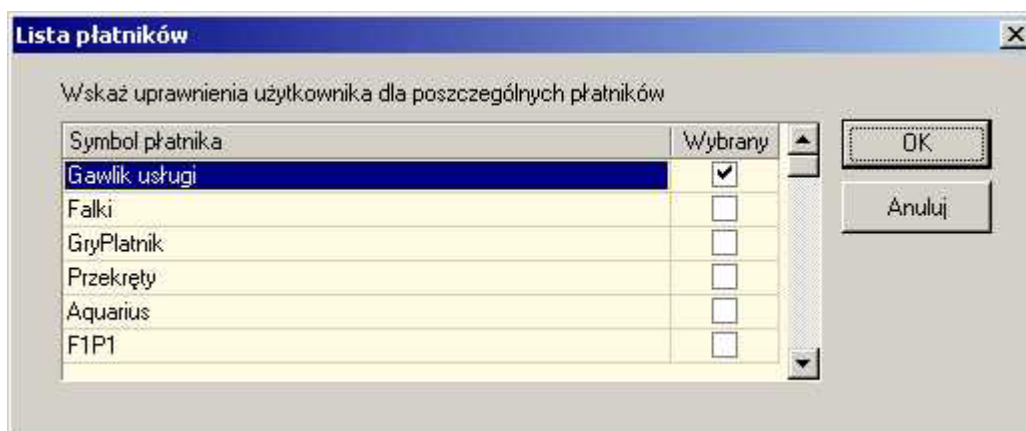 Lista płatników
Wskaż uprawnienia użytkownika dla poszczególnych płatników
Symbol płatnika Wybrany
Gawlik usługi
Falki
GryPlatnik
Przekręty
Aquarius
F1P1
OK
Anuluj